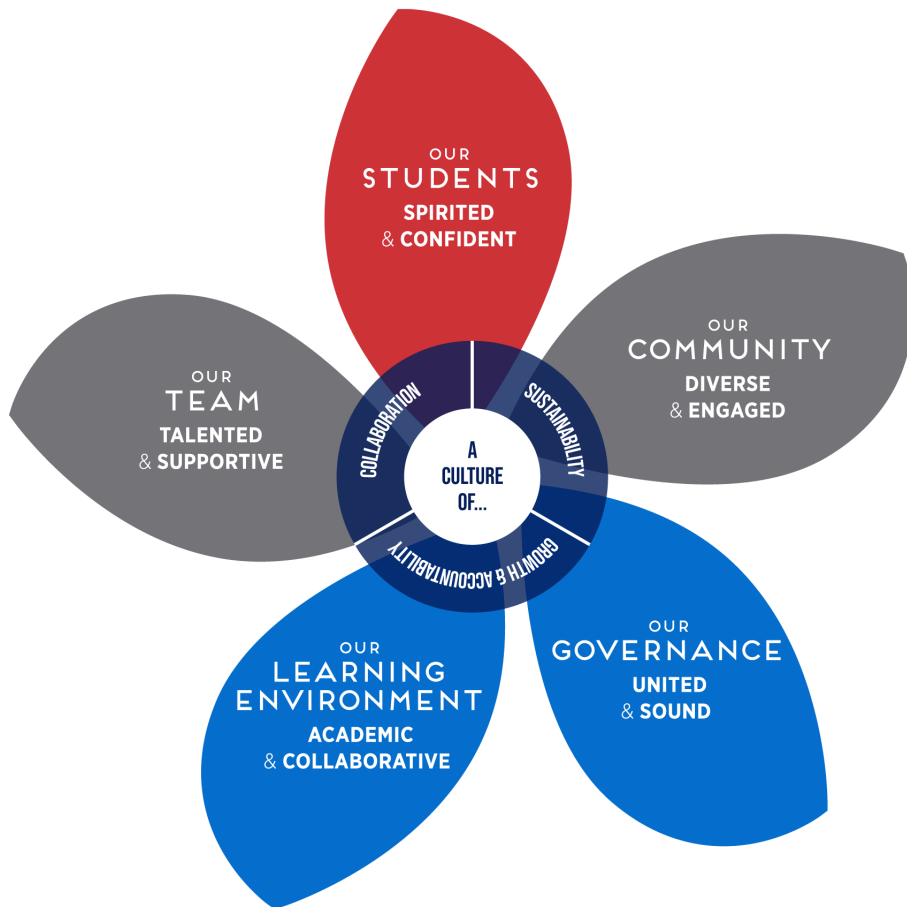 OUR
STUDENTS
SPIRITED
& CONFIDENT
OUR
COMMUNITY
DIVERSE
& ENGAGED
OUR
TEAM
TALENTED
& SUPPORTIVE
COLLABORATION
SUSTAINABILITY
GROWTH & ACCOUNTABILITY
A
CULTURE
OF...
OUR
GOVERNANCE
UNITED
& SOUND
OUR
LEARNING
ENVIRONMENT
ACADEMIC
& COLLABORATIVE